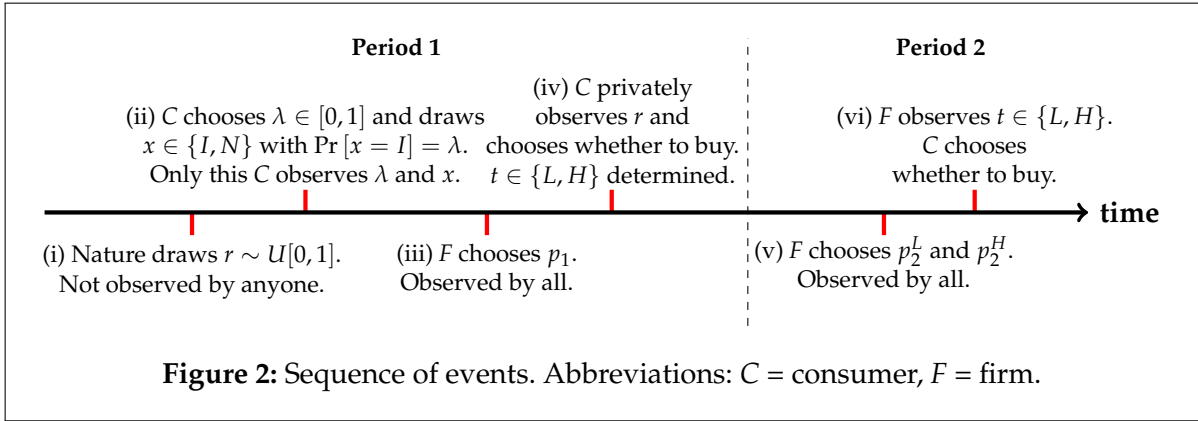 Period 1
Period 2
(ii) C chooses λ ∈ [0, 1] and draws
x ∈ {I, N} with Pr [x = I] = λ.
Only this C observes λ and x.
(iv) C privately
observes r and
chooses whether to buy.
t ∈ {L, H} determined.
(vi) F observes t ∈ {L, H}.
C chooses
whether to buy.
time
(i) Nature draws r ∼ U[0, 1].
Not observed by anyone.
(iii) F chooses p₁.
Observed by all.
(v) F chooses p₂ᴸ and p₂ᴴ.
Observed by all.
Figure 2: Sequence of events. Abbreviations: C = consumer, F = firm.